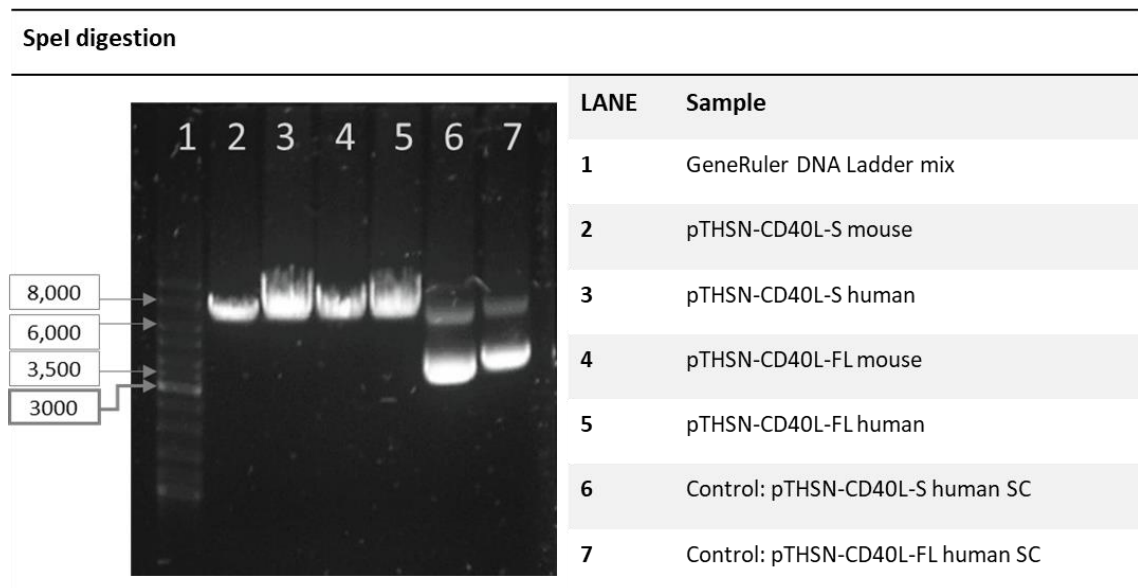 SpeI digestion
1 2 3 4 5 6 7
8,000
6,000
3,500
3000
LANE Sample
1 GeneRuler DNA Ladder mix
2 pTHSN-CD40L-S mouse
3 pTHSN-CD40L-S human
4 pTHSN-CD40L-FL mouse
5 pTHSN-CD40L-FL human
6 Control: pTHSN-CD40L-S human SC
7 Control: pTHSN-CD40L-FL human SC